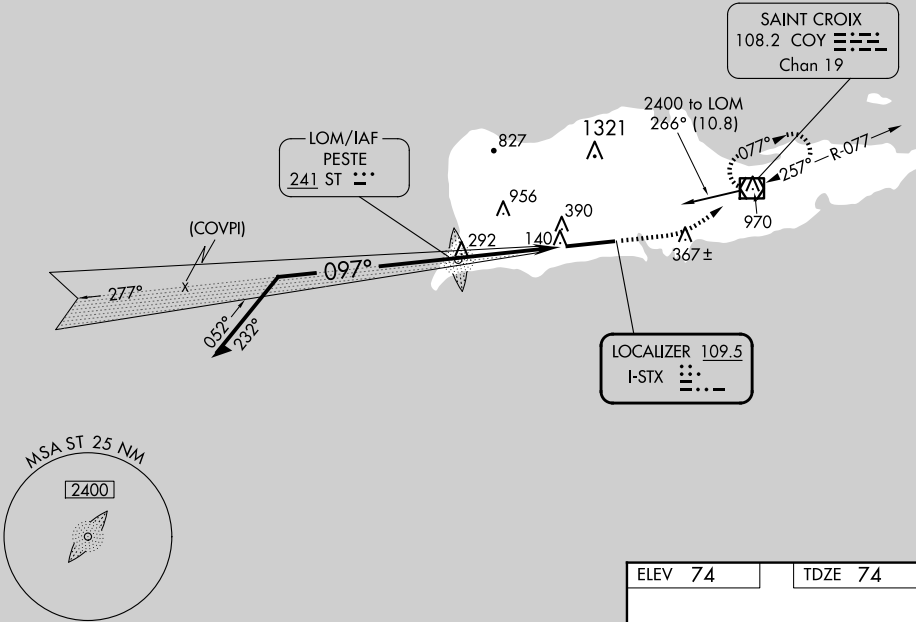 SAINT CROIX
108.2 COY
Chan 19
2400 to LOM
266° (10.8)
1321
827
077°
257°
R-077
LOM/IAF
PESTE
241 ST
956
970
390
(COVPI)
292
140
367±
097°
277°
052°
232°
LOCALIZER 109.5
I-STX
MSA ST 25 NM
2400
ELEV 74
TDZE 74
x